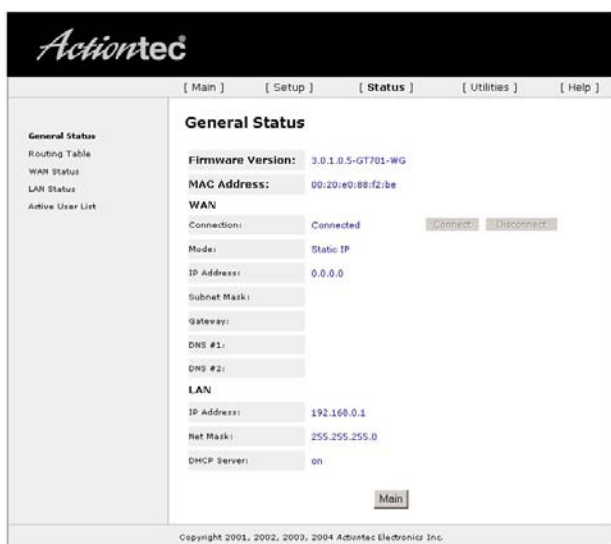 Actiontec
[ Main ] [ Setup ] [ Status ] [ Utilities ] [ Help ]
General Status
Routing Table
WAN Status
LAN Status
Active User List
General Status
Firmware Version: 3.0.1.0.5-GT701-WG
MAC Address: 00:20:e0:88:f2:be
WAN
Connection: Connected Connect Disconnect
Mode: Static IP
IP Address: 0.0.0.0
Subnet Mask:
Gateway:
DNS #1:
DNS #2:
LAN
IP Address: 192.168.0.1
Net Mask: 255.255.255.0
DHCP Server: on
Main
Copyright 2001, 2002, 2003, 2004 Actiontec Electronics Inc.